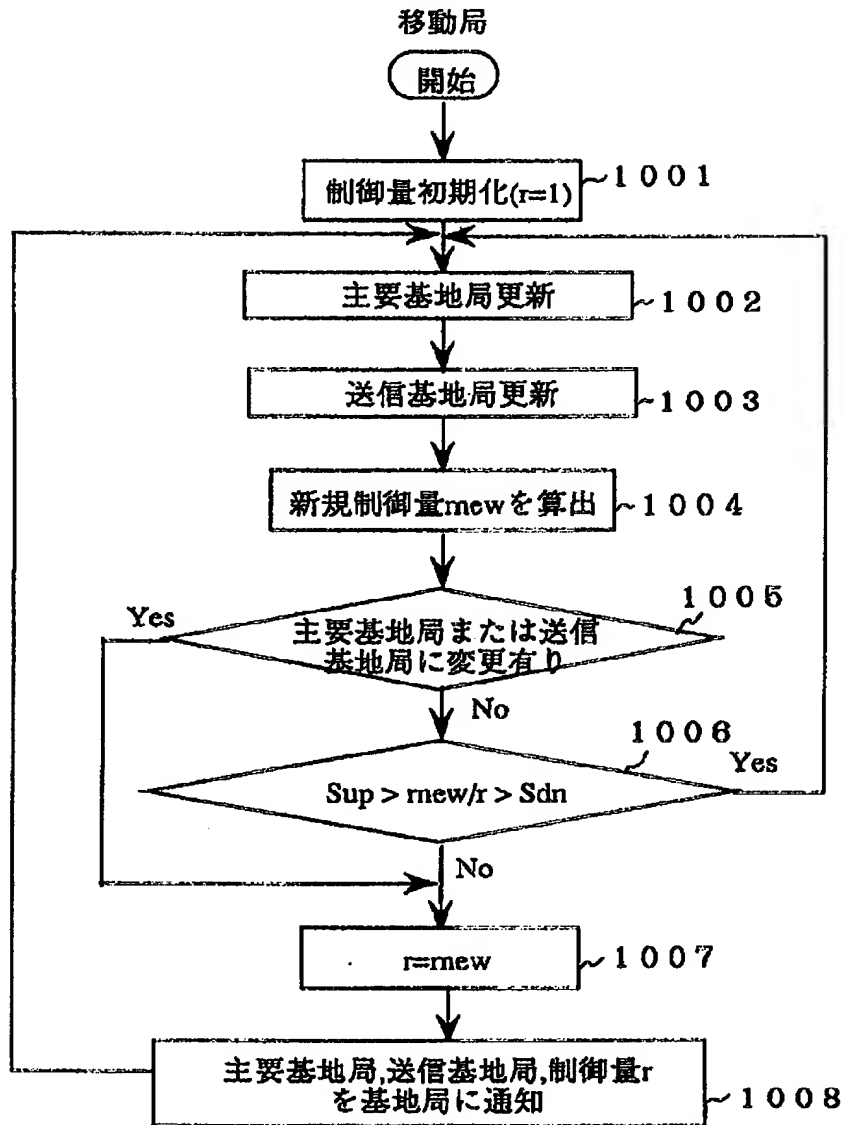 移動局
開始
制御量初期化(r=1)
1001
主要基地局更新
1002
送信基地局更新
1003
新規制御量rnewを算出
1004
Yes
1005
主要基地局または送信
基地局に変更有り
No
1006
Yes
Sup > rnew/r > Sdn
No
r=rnew
1007
主要基地局,送信基地局,制御量r
を基地局に通知
1008